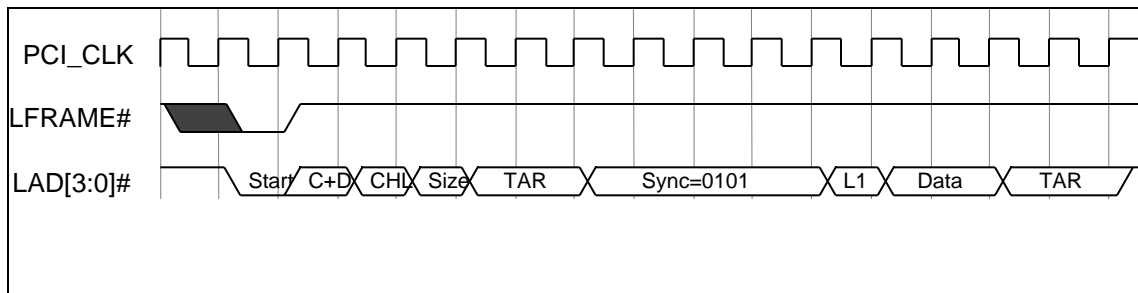 PCI_CLK
LFRAME#
LAD[3:0]# Start C+D CHL Size TAR Sync=0101 L1 Data TAR